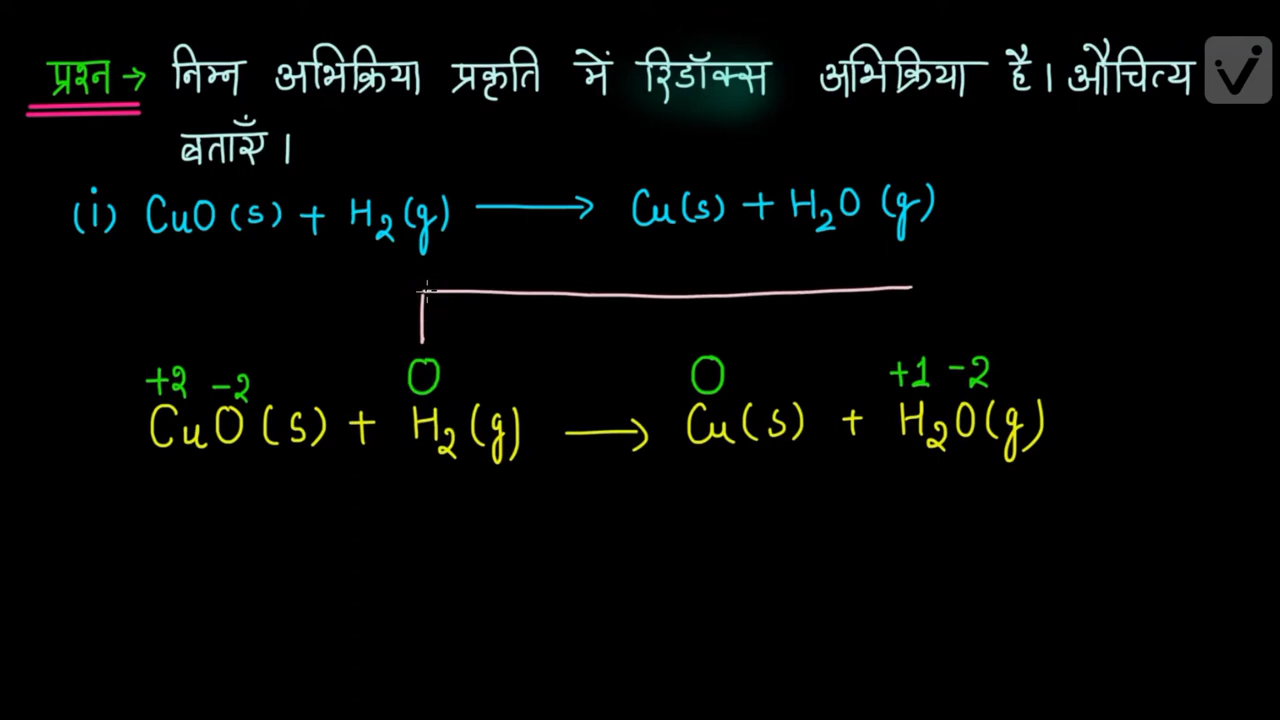 प्रश्न → निम्न अभिक्रिया प्रकृति में रिडॉक्स अभिक्रिया है। औचित्य
बताएँ।
(i) CuO(s) + H₂(g) ⟶ Cu(s) + H₂O (g)
+2 -2 0 0 +1 -2
CuO(s) + H₂(g) ⟶ Cu(s) + H₂O(g)